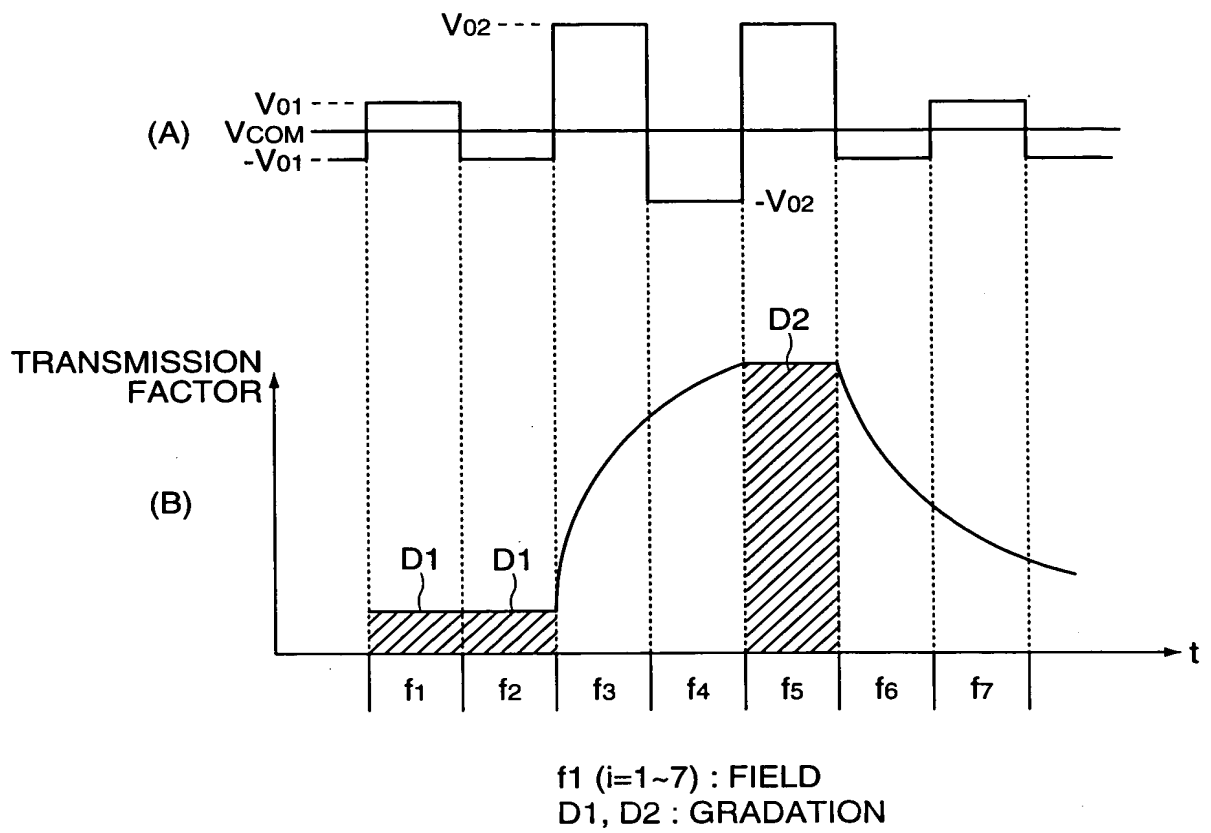 V02
V01
(A)
VCOM
-V01
-V02
D2
TRANSMISSION
FACTOR
(B)
D1
D1
t
f1
f2
f3
f4
f5
f6
f7
f1 (i=1~7) : FIELD
D1, D2 : GRADATION